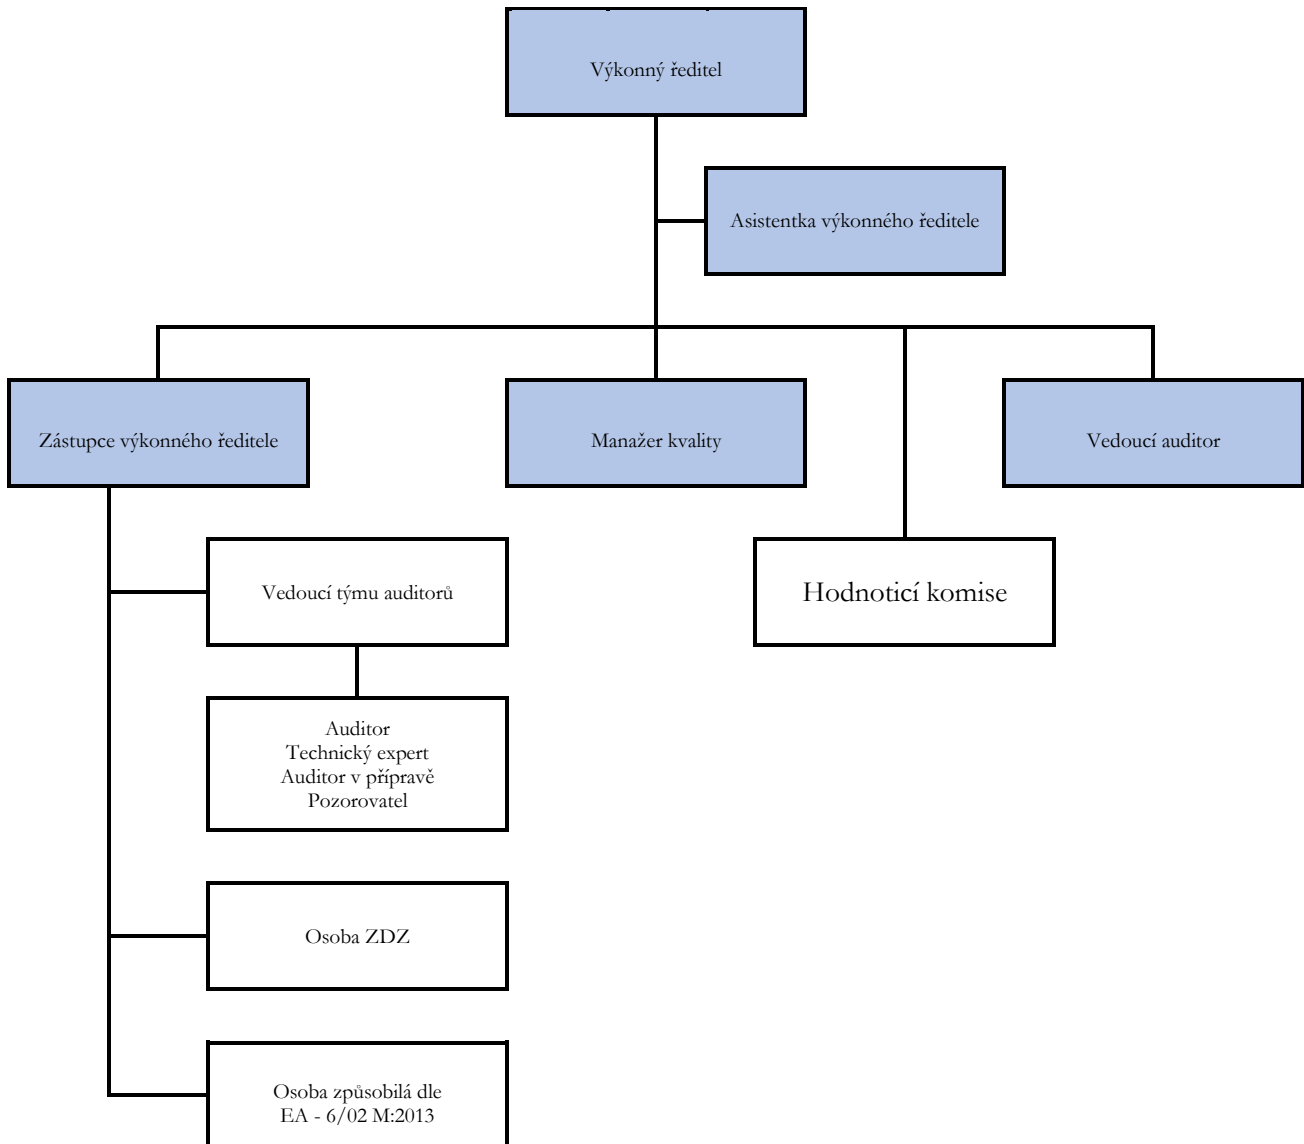 Výkonný ředitel
Asistentka výkonného ředitele
Zástupce výkonného ředitele
Manažer kvality
Vedoucí auditor
Vedoucí týmu auditorů
Hodnoticí komise
Auditor
Technický expert
Auditor v přípravě
Pozorovatel
Osoba ZDZ
Osoba způsobilá dle
EA - 6/02 M:2013